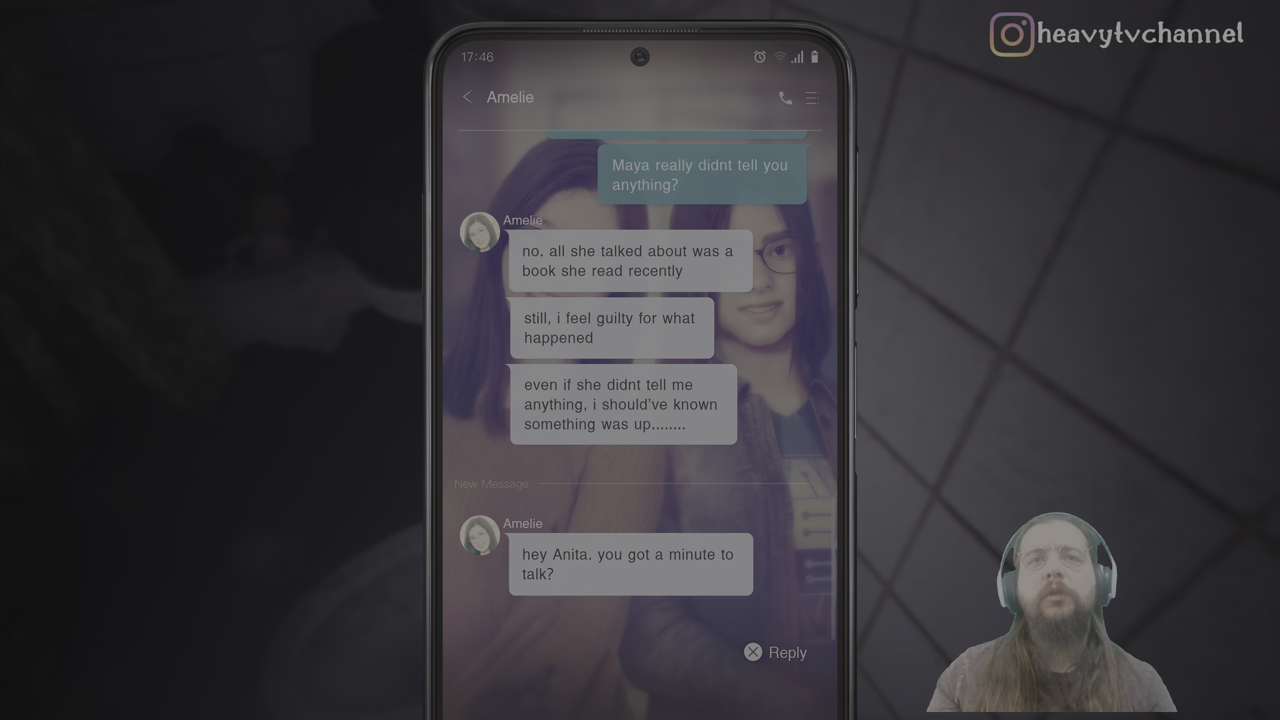 heavytvchannel
17:46
Amelie
Maya really didnt tell you
anything?
Amelie
no. all she talked about was a
book she read recently
still, i feel guilty for what
happened
even if she didnt tell me
anything, i should've known
something was up........
New Message
Amelie
hey Anita. you got a minute to
talk?
Reply